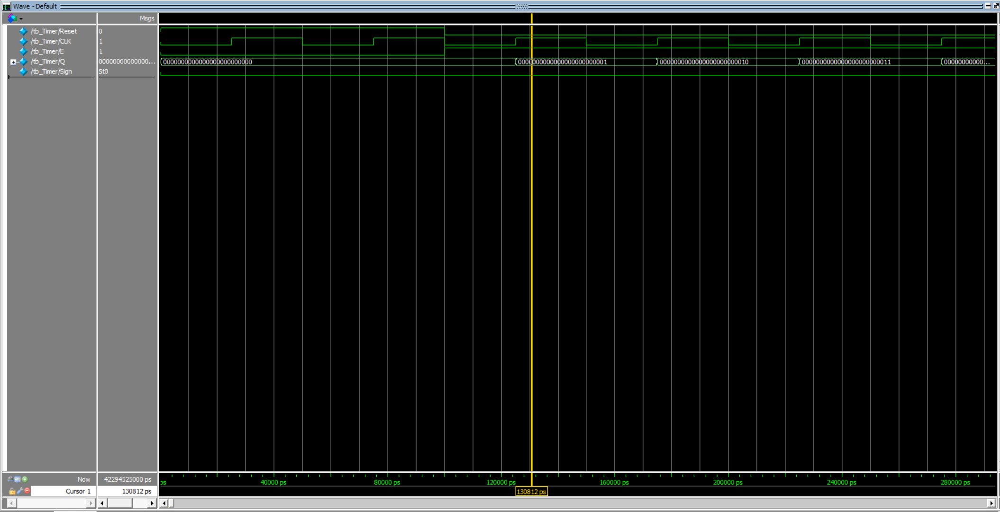 Wave - Default
Msgs
/tb_Timer/Reset 0
/tb_Timer/CLK 1
/tb_Timer/E 1
/tb_Timer/Q 00000000000000... 000000000000000000000000 000000000000000000000001 000000000000000000000010 000000000000000000000011 00000000000...
/tb_Timer/Sign St0
Now 42294525000 ps ps 40000 ps 80000 ps 120000 ps 160000 ps 200000 ps 240000 ps 280000 ps
Cursor 1 130812 ps 130812 ps